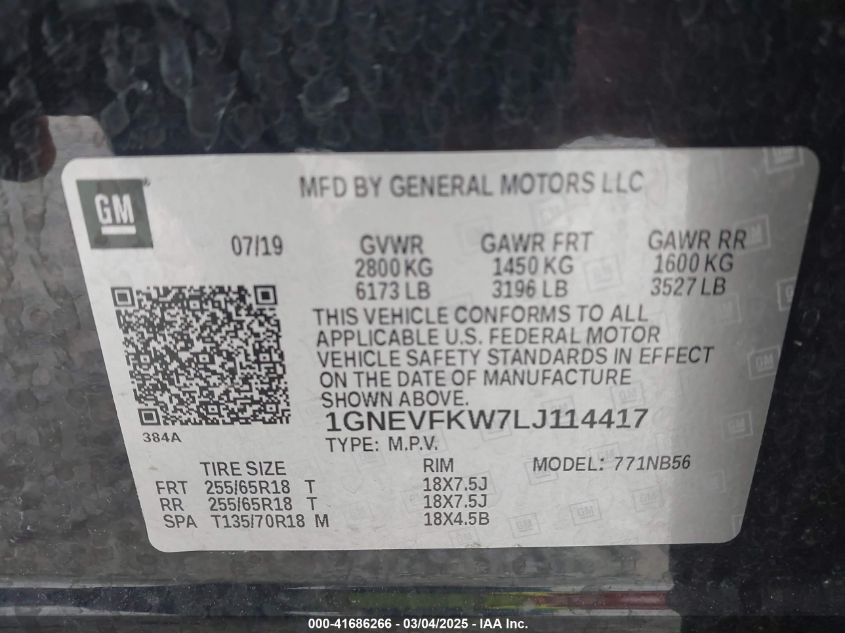 GM
MFD BY GENERAL MOTORS LLC
07/19
GVWR GAWR FRT GAWR RR
2800 KG 1450 KG 1600 KG
6173 LB 3196 LB 3527 LB
THIS VEHICLE CONFORMS TO ALL
APPLICABLE U.S. FEDERAL MOTOR
VEHICLE SAFETY STANDARDS IN EFFECT
ON THE DATE OF MANUFACTURE
SHOWN ABOVE.
1GNEVFKW7LJ114417
384A
TYPE: M.P.V.
TIRE SIZE RIM MODEL: 771NB56
FRT 255/65R18 T 18X7.5J
RR 255/65R18 T 18X7.5J
SPA T135/70R18 M 18X4.5B
000-41686266 - 03/04/2025 - IAA Inc.